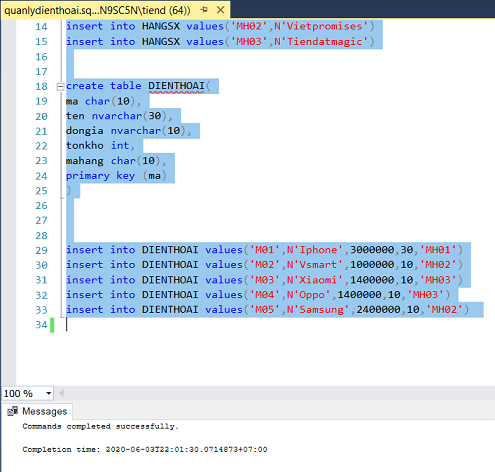 quanlydienthoai.sq...N9SC5N\tiend (64))
14 insert into HANGSX values('MH02',N'Vietpromises')
15 insert into HANGSX values('MH03',N'Tiendatmagic')
16
17
18 create table DIENTHOAI(
19 ma char(10),
20 ten nvarchar(30),
21 dongia nvarchar(10),
22 tonkho int,
23 mahang char(10),
24 primary key (ma)
25 )
26
27
28
29 insert into DIENTHOAI values('M01',N'Iphone',3000000,30,'MH01')
30 insert into DIENTHOAI values('M02',N'Vsmart',1000000,10,'MH02')
31 insert into DIENTHOAI values('M03',N'Xiaomi',1400000,10,'MH03')
32 insert into DIENTHOAI values('M04',N'Oppo',1400000,10,'MH03')
33 insert into DIENTHOAI values('M05',N'Samsung',2400000,10,'MH02')
34
100 %
Messages
Commands completed successfully.
Completion time: 2020-06-03T22:01:30.0714873+07:00